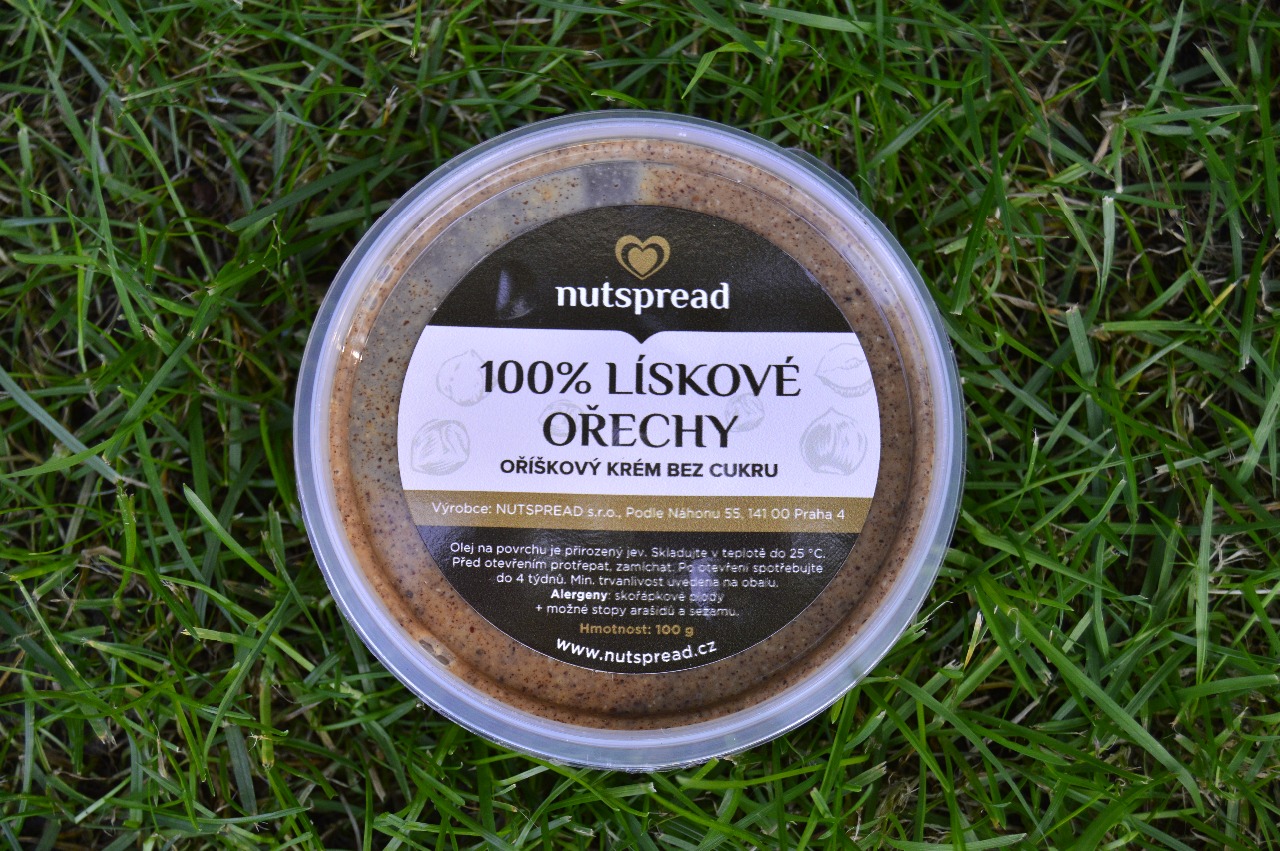 nutspread
100% LÍSKOVÉ
OŘECHY
OŘÍŠKOVÝ KRÉM BEZ CUKRU
Výrobce: NUTSPREAD s.r.o., Podle Náhonu 55, 141 00 Praha 4
Olej na povrchu je přirozený jev. Skladujte v teplotě do 25 °C.
Před otevřením protřepat, zamíchat. Po otevření spotřebujte
do 4 týdnů. Min. trvanlivost uvedena na obalu.
Alergeny: skořápkové plody
+ možné stopy arašídů a sezamu.
Hmotnost: 100 g
www.nutspread.cz